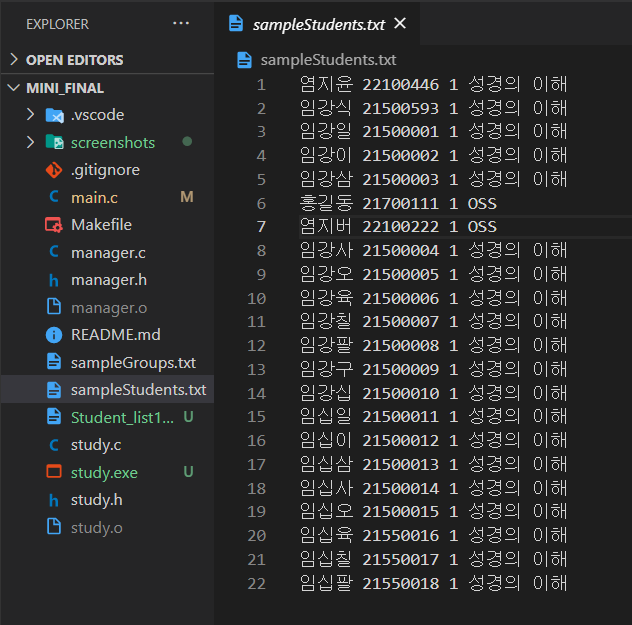 EXPLORER
...
OPEN EDITORS
MINI_FINAL
.vscode
screenshots
.gitignore
main.c M
Makefile
manager.c
manager.h
manager.o
README.md
sampleGroups.txt
sampleStudents.txt
Student_list1... U
study.c
study.exe U
study.h
study.o
sampleStudents.txt
sampleStudents.txt
1 염지윤 22100446 1 성경의 이해
2 임강식 21500593 1 성경의 이해
3 임강일 21500001 1 성경의 이해
4 임강이 21500002 1 성경의 이해
5 임강삼 21500003 1 성경의 이해
6 홍길동 21700111 1 OSS
7 염지버 22100222 1 OSS
8 임강사 21500004 1 성경의 이해
9 임강오 21500005 1 성경의 이해
10 임강육 21500006 1 성경의 이해
11 임강칠 21500007 1 성경의 이해
12 임강팔 21500008 1 성경의 이해
13 임강구 21500009 1 성경의 이해
14 임강십 21500010 1 성경의 이해
15 임십일 21500011 1 성경의 이해
16 임십이 21500012 1 성경의 이해
17 임십삼 21500013 1 성경의 이해
18 임십사 21500014 1 성경의 이해
19 임십오 21500015 1 성경의 이해
20 임십육 21550016 1 성경의 이해
21 임십칠 21550017 1 성경의 이해
22 임십팔 21550018 1 성경의 이해